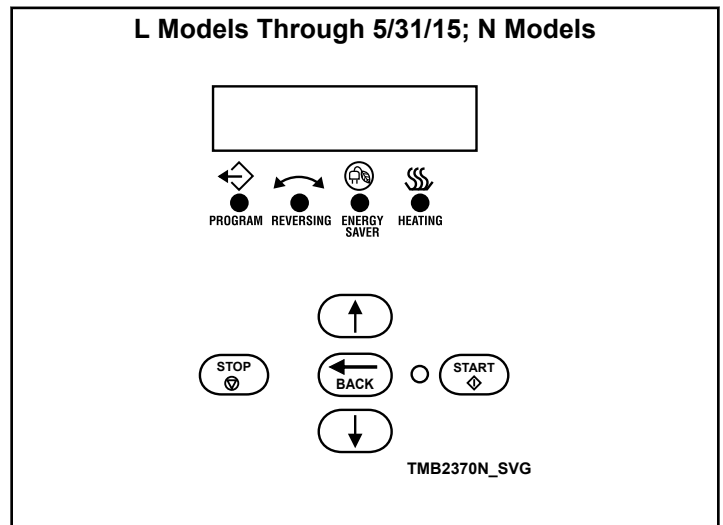 L Models Through 5/31/15; N Models
PROGRAM REVERSING ENERGY SAVER HEATING
STOP
BACK
START
TMB2370N_SVG